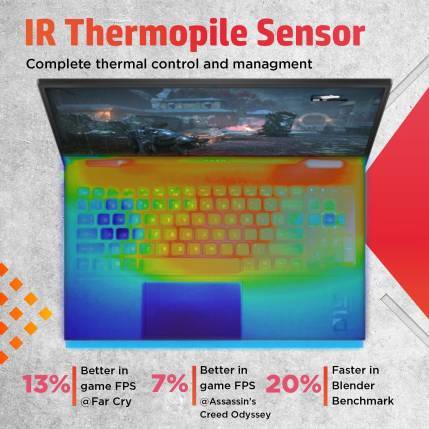 IR Thermopile Sensor
Complete thermal control and managment
13% Better in
game FPS
@Far Cry
7% Better in
game FPS
@Assassin's
Creed Odyssey
20% Faster in
Blender
Benchmark